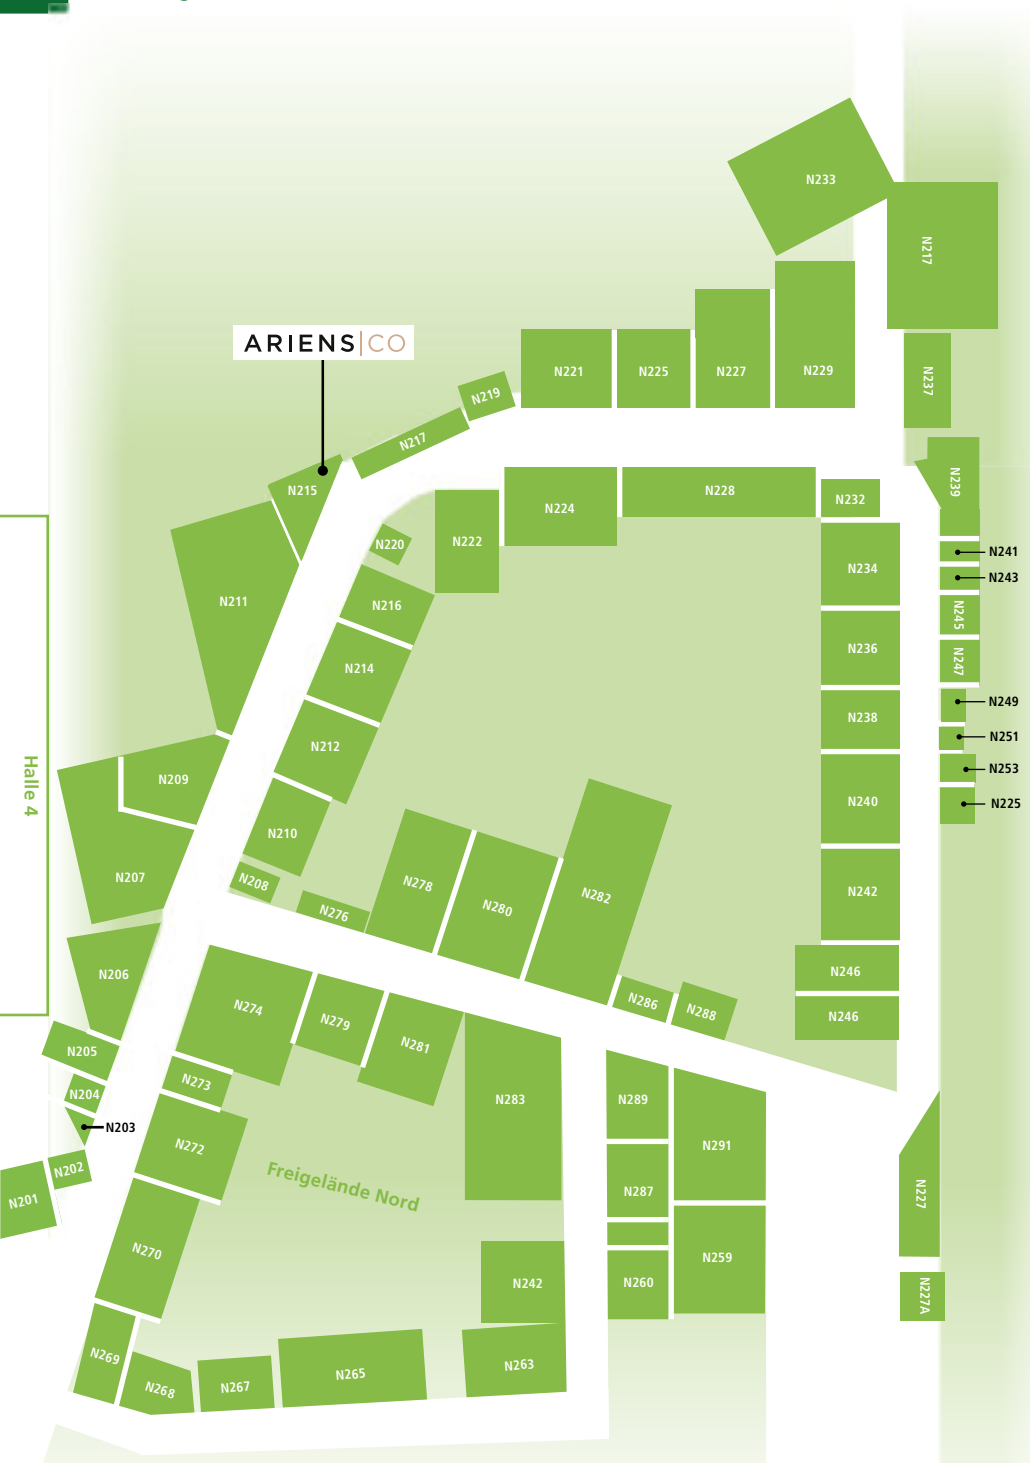 N233
N217
ARIENS|CO
N221
N225
N227
N229
N237
N219
N217
N215
N224
N228
N232
N239
N220
N222
N241
N234
N243
N211
N216
N245
N236
N247
N214
N249
N238
N212
N251
N253
Halle 4
N209
N240
N225
N210
N207
N208
N276
N278
N280
N282
N242
N206
N246
N274
N279
N281
N286
N288
N246
N205
N273
N204
N203
N283
N289
N272
N291
N202
N201
Freigelände Nord
N287
N227
N270
N259
N242
N260
N227A
N269
N268
N267
N265
N263